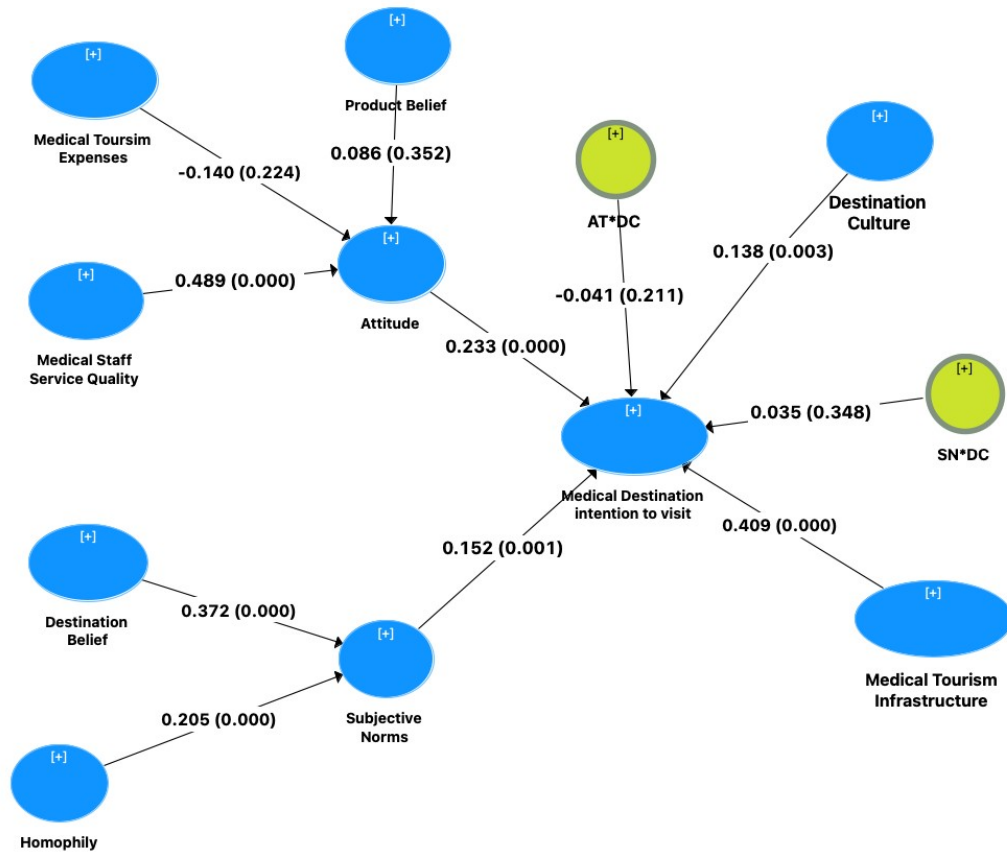 [+]
[+]
Medical Toursim
Expenses
Product Belief
[+]
[+]
AT*DC
Destination
Culture
-0.140 (0.224)
0.086 (0.352)
[+]
[+]
0.489 (0.000)
Attitude
Medical Staff
Service Quality
0.138 (0.003)
-0.041 (0.211)
0.233 (0.000)
[+]
SN*DC
[+]
0.035 (0.348)
Medical Destination
intention to visit
0.409 (0.000)
0.152 (0.001)
[+]
Destination
Belief
0.372 (0.000)
[+]
Medical Tourism
Infrastructure
[+]
Subjective
Norms
0.205 (0.000)
[+]
Homophily